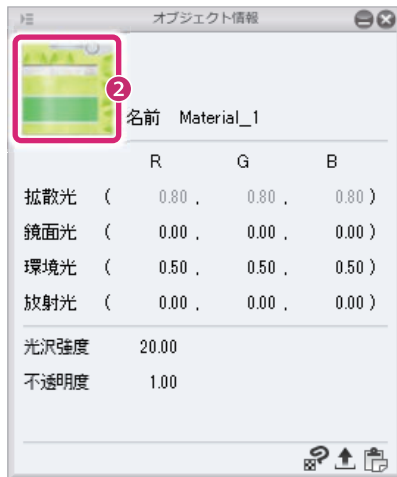 オブジェクト情報
2
名前 Material_1
R G B
拡散光 ( 0.80 , 0.80 , 0.80 )
鏡面光 ( 0.00 , 0.00 , 0.00 )
環境光 ( 0.50 , 0.50 , 0.50 )
放射光 ( 0.00 , 0.00 , 0.00 )
光沢強度 20.00
不透明度 1.00